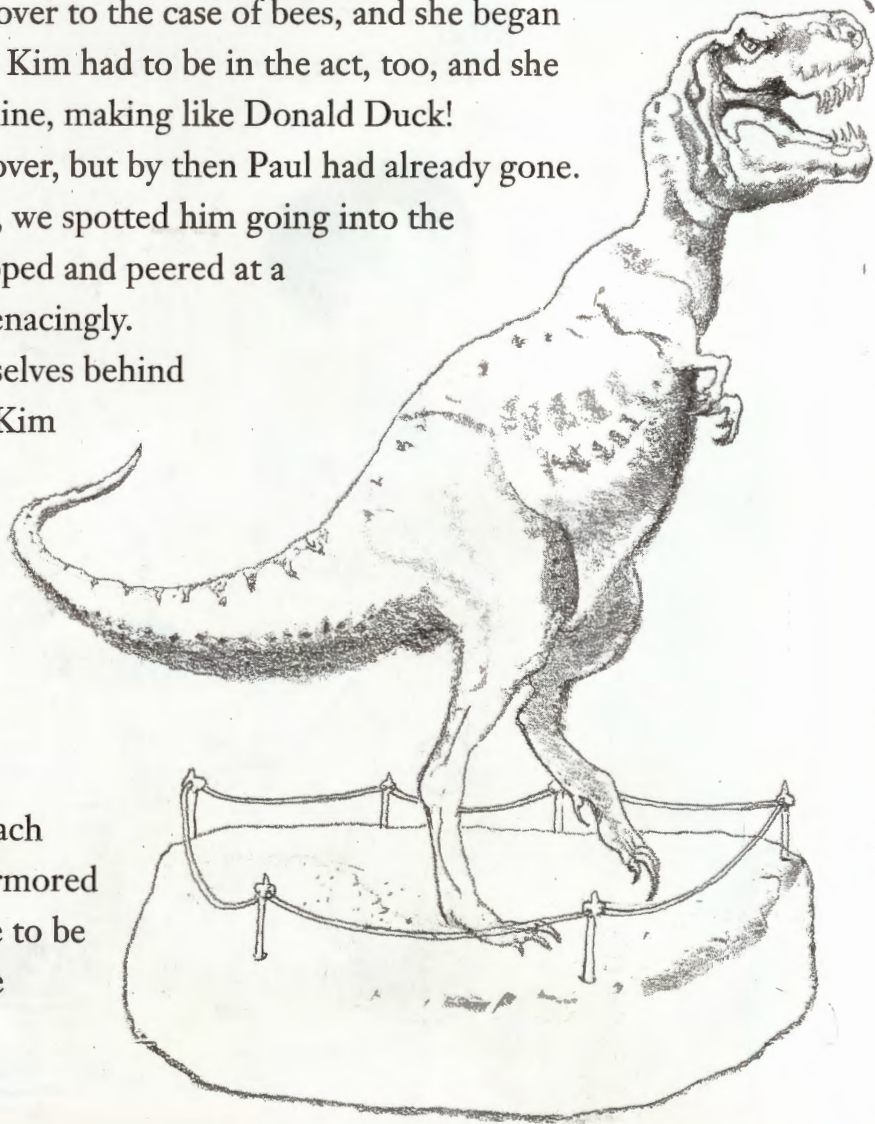 over to the case of bees, and she began
Kim had to be in the act, too, and she
ine, making like Donald Duck!
over, but by then Paul had already gone.
, we spotted him going into the
pped and peered at a
enacingly.
selves behind
Kim
ach
rmored
e to be
e